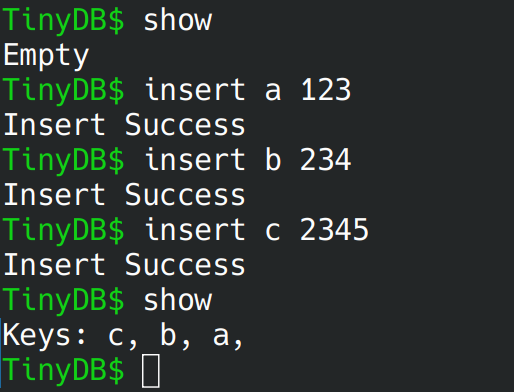 TinyDB$ show
Empty
TinyDB$ insert a 123
Insert Success
TinyDB$ insert b 234
Insert Success
TinyDB$ insert c 2345
Insert Success
TinyDB$ show
Keys: c, b, a,
TinyDB$